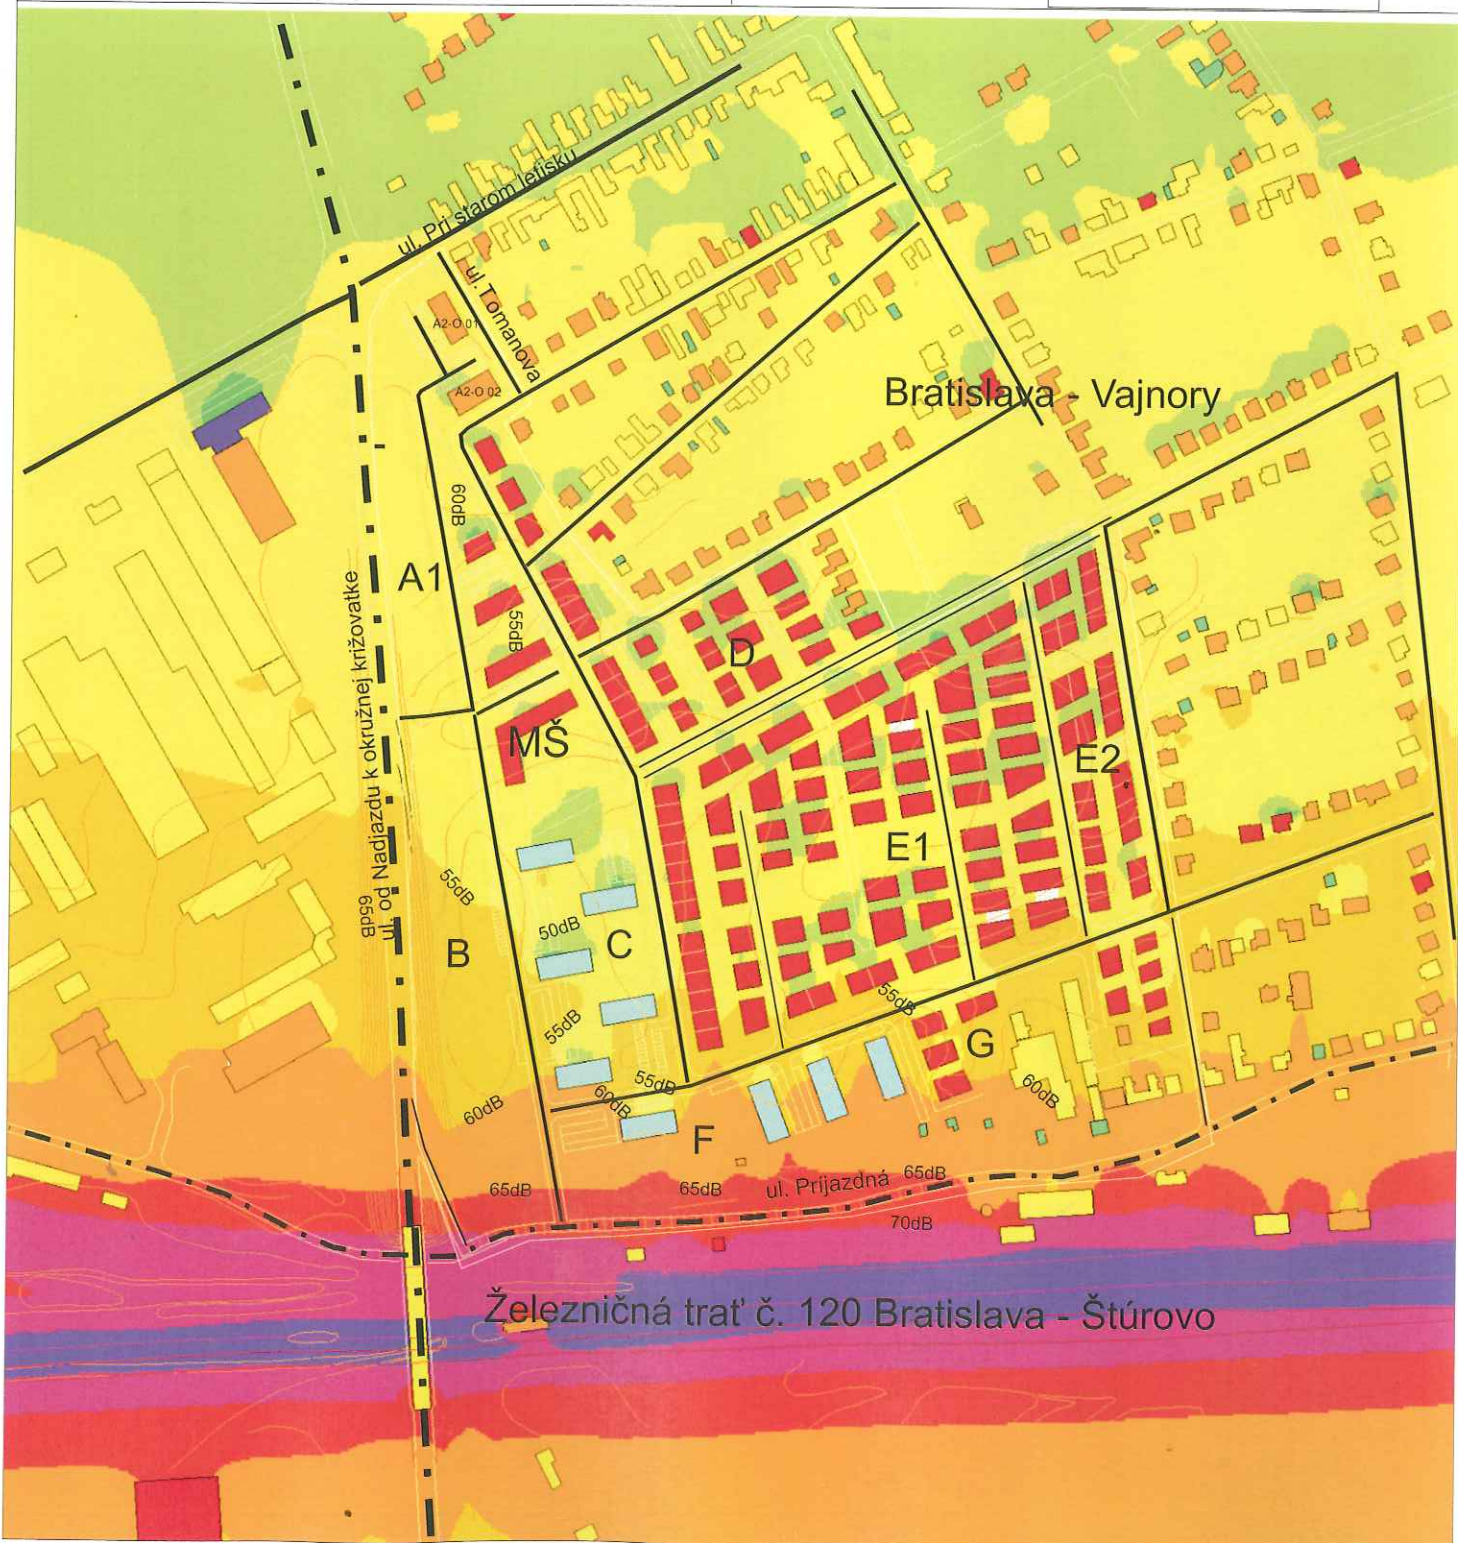 ul. Pri starom letisku
ul. Tomanova
A2-O 01
A2-O 02
Bratislava - Vajnory
60dB
A1
55dB
D
ul. od Nadjazdu k okružnej križovatke
65dB
MŠ
E2
E1
55dB
50dB
B
C
55dB
55dB
G
60dB
55dB
60dB
60dB
F
65dB
65dB
ul. Príjazdná
65dB
70dB
Železničná trať č. 120 Bratislava - Štúrovo